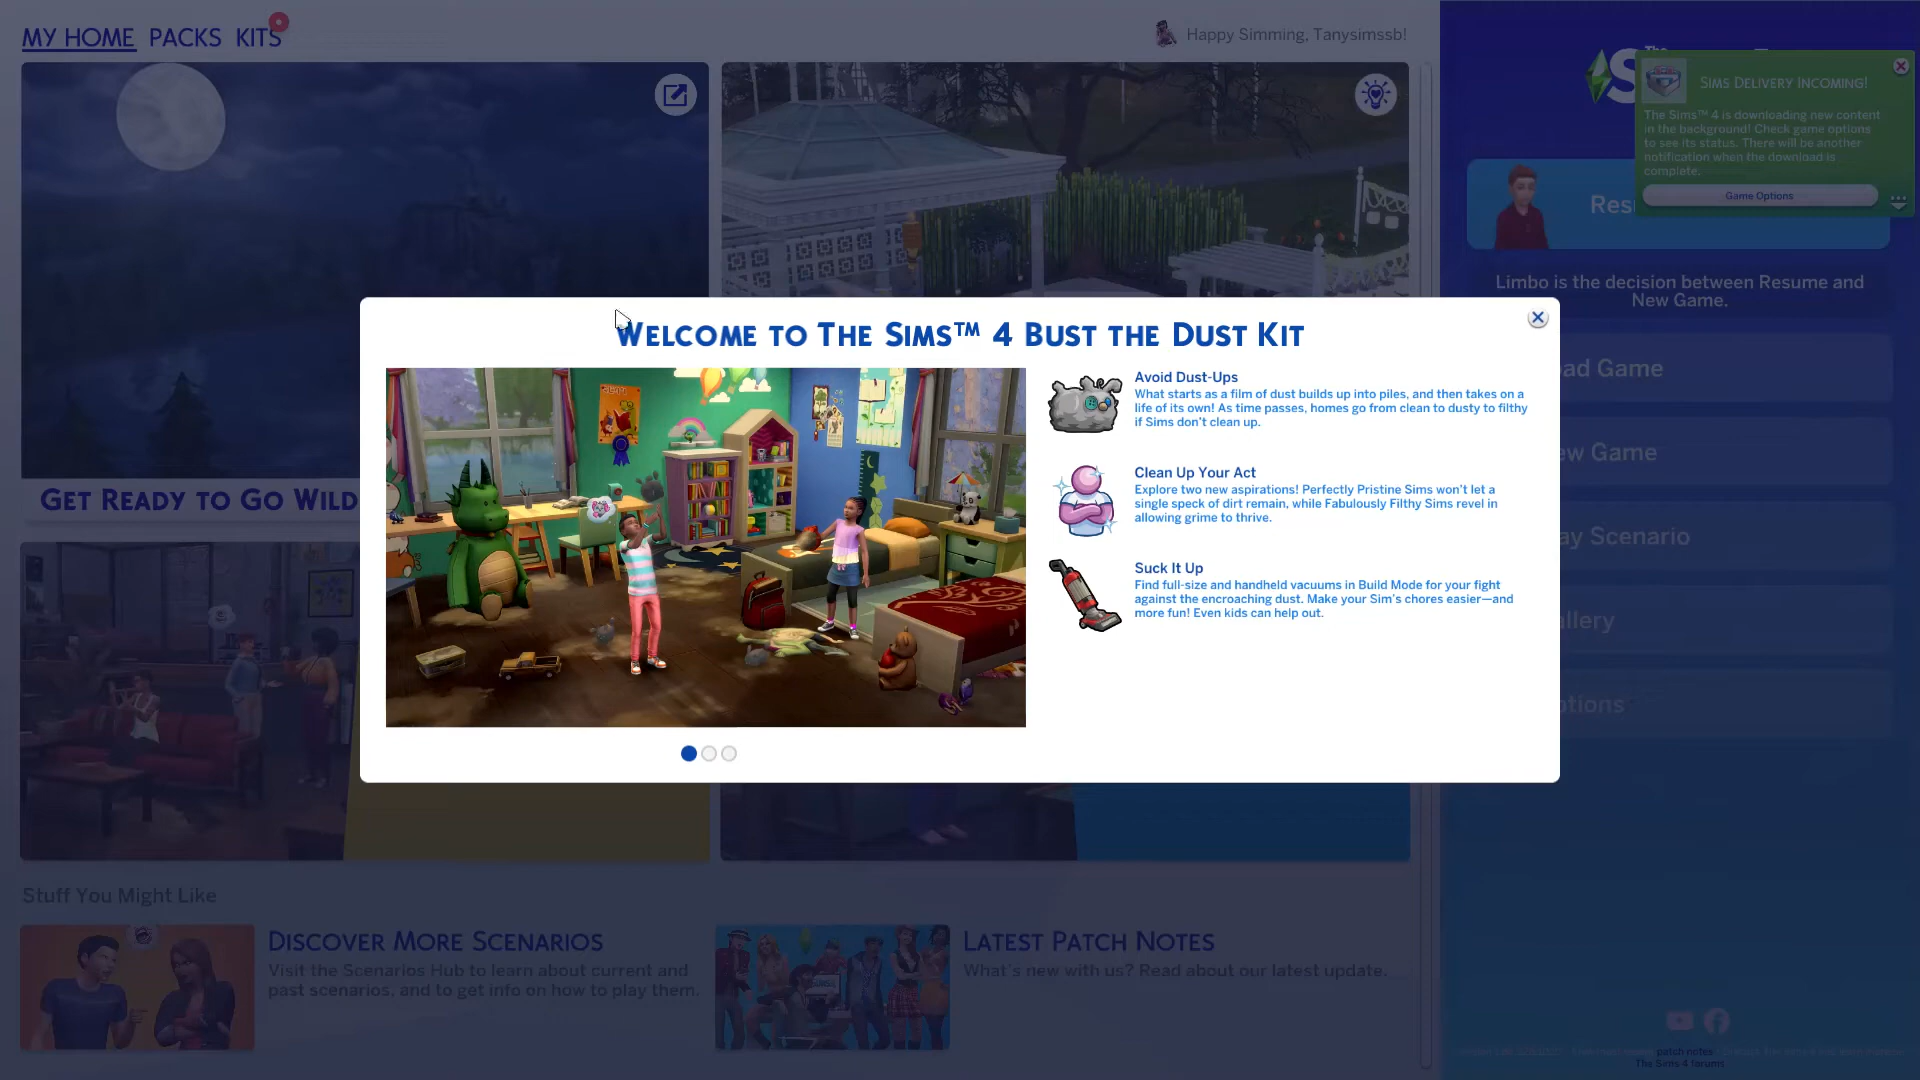 MY HOME PACKS KITS
Happy Simming, Tanysimssb!
The
S
SIMS DELIVERY INCOMING!
The Sims™ 4 is downloading new content
in the background! Check game options
to see its status. There will be another
notification when the download is
complete.
Game Options
Res
Limbo is the decision between Resume and
New Game.
WELCOME TO THE SIMS™ 4 BUST THE DUST KIT
Avoid Dust-Ups
What starts as a film of dust builds up into piles, and then takes on a
life of its own! As time passes, homes go from clean to dusty to filthy
if Sims don't clean up.
Clean Up Your Act
Explore two new aspirations! Perfectly Pristine Sims won't let a
single speck of dirt remain, while Fabulously Filthy Sims revel in
allowing grime to thrive.
Suck It Up
Find full-size and handheld vacuums in Build Mode for your fight
against the encroaching dust. Make your Sim's chores easier—and
more fun! Even kids can help out.
ad Game
ew Game
ay Scenario
allery
ptions
GET READY TO GO WILD
Stuff You Might Like
DISCOVER MORE SCENARIOS
Visit the Scenarios Hub to learn about current and
past scenarios, and to get info on how to play them.
LATEST PATCH NOTES
What's new with us? Read about our latest update.
patch notes
The Sims 4 forums